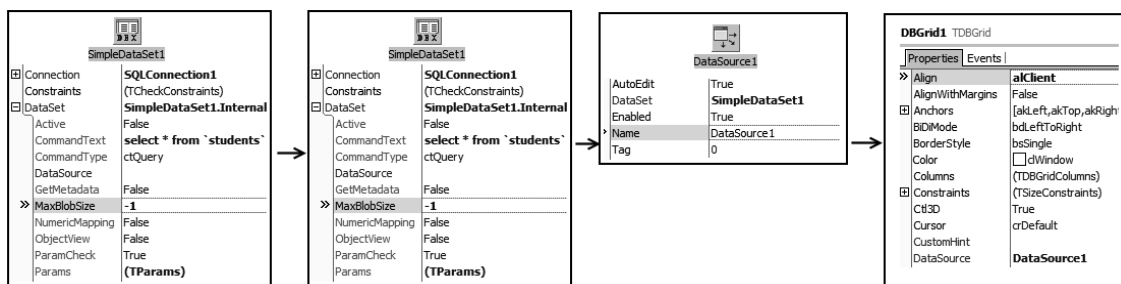 DBX
SimpleDataSet1
Connection SQLConnection1
Constraints (TCheckConstraints)
DataSet SimpleDataSet1.Internal
Active False
CommandText select * from `students`
CommandType ctQuery
DataSource
GetMetadata False
MaxBlobSize -1
NumericMapping False
ObjectView False
ParamCheck True
Params (TParams)
DBX
SimpleDataSet1
Connection SQLConnection1
Constraints (TCheckConstraints)
DataSet SimpleDataSet1.Internal
Active False
CommandText select * from `students`
CommandType ctQuery
DataSource
GetMetadata False
MaxBlobSize -1
NumericMapping False
ObjectView False
ParamCheck True
Params (TParams)
DataSource1
AutoEdit True
DataSet SimpleDataSet1
Enabled True
Name DataSource1
Tag 0
DBGrid1 TDBGrid
Properties Events
Align alClient
AlignWithMargins False
Anchors [akLeft,akTop,akRight
BiDiMode bdLeftToRight
BorderStyle bsSingle
Color clWindow
Columns (TDBGridColumns)
Constraints (TSizeConstraints)
Ctl3D True
Cursor crDefault
CustomHint
DataSource DataSource1